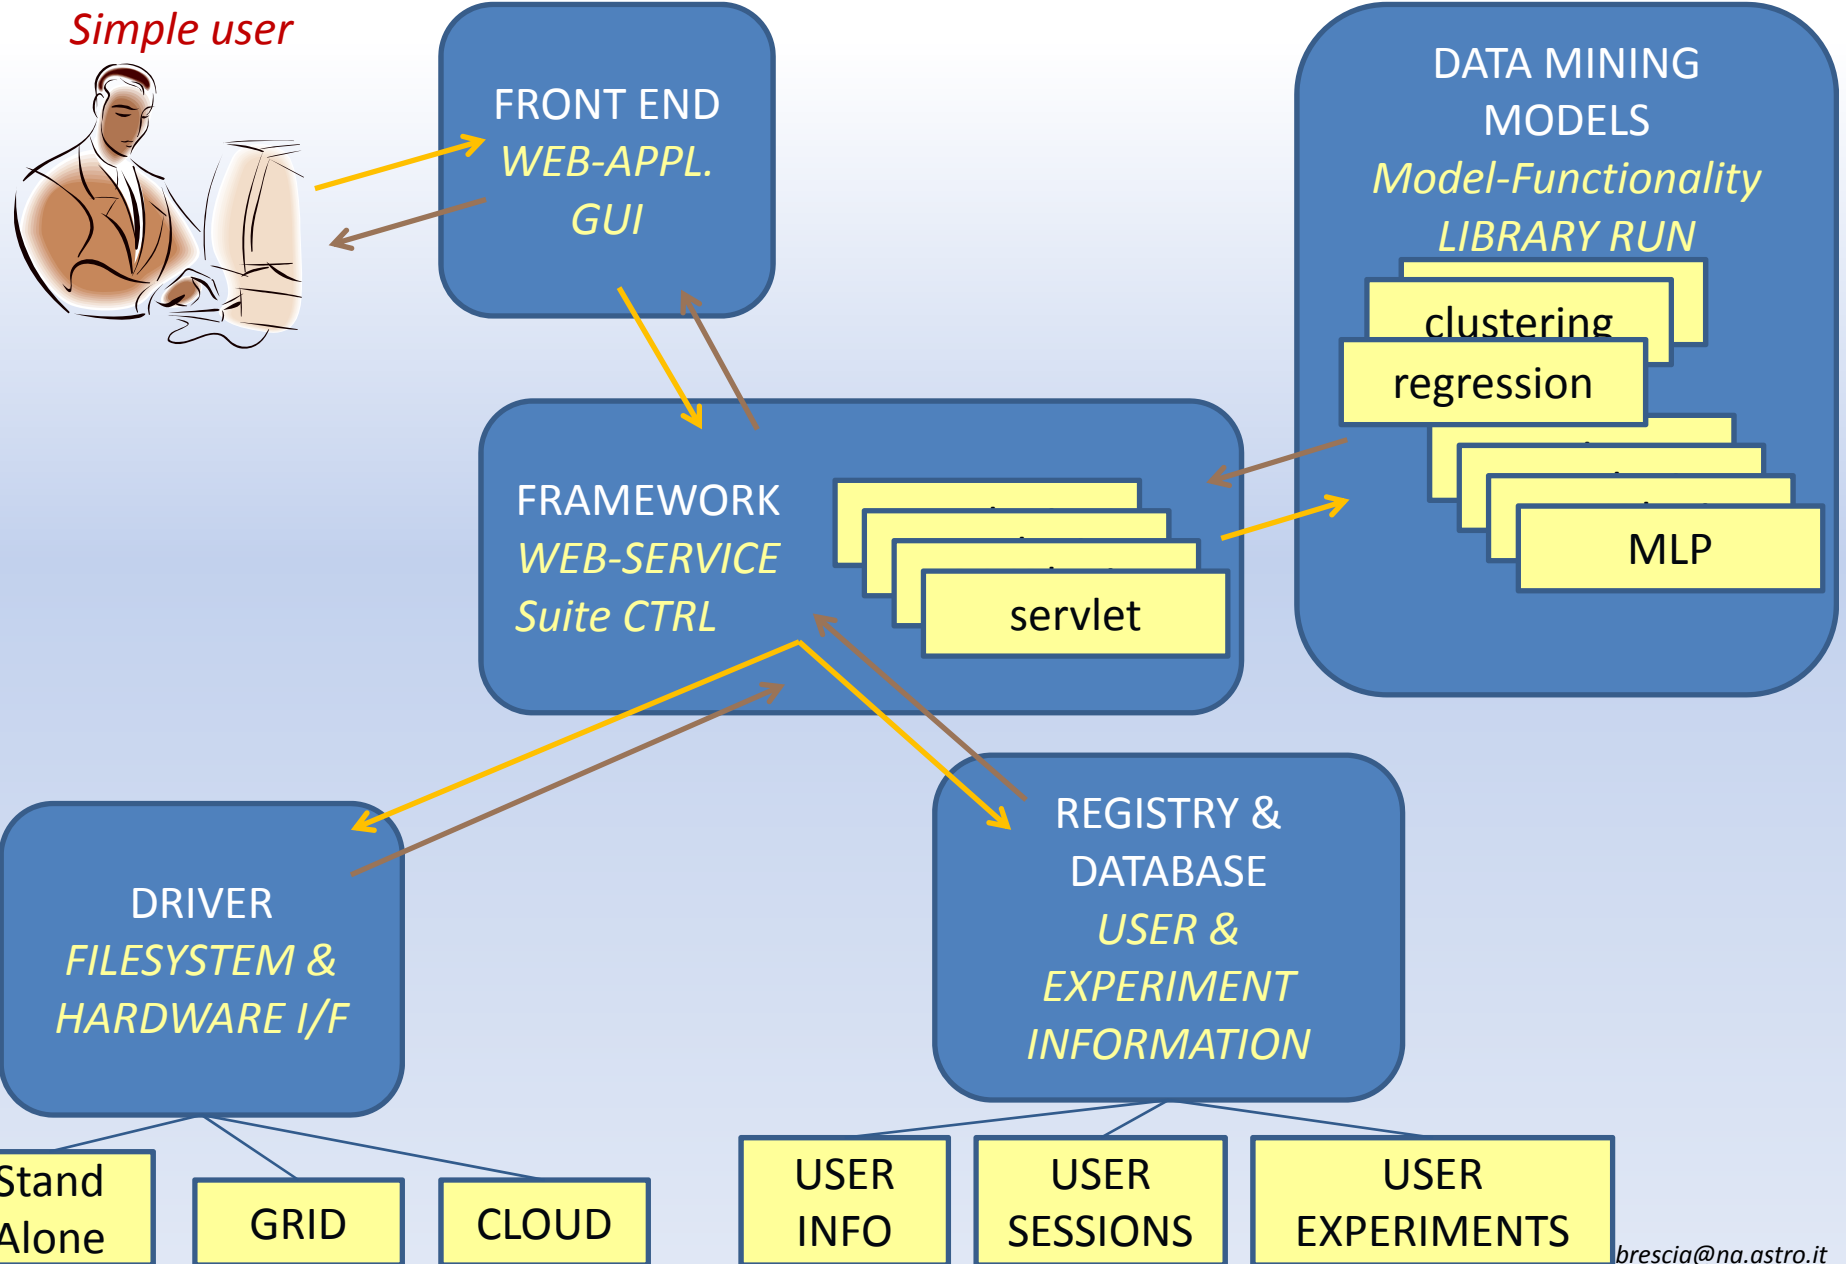 Simple user
FRONT END
WEB-APPL.
GUI
DATA MINING
MODELS
Model-Functionality
LIBRARY RUN
clustering
regression
MLP
FRAMEWORK
WEB-SERVICE
Suite CTRL
servlet
DRIVER
FILESYSTEM &
HARDWARE I/F
REGISTRY &
DATABASE
USER &
EXPERIMENT
INFORMATION
Stand
Alone
GRID
CLOUD
USER
INFO
USER
SESSIONS
USER
EXPERIMENTS
brescia@na.astro.it